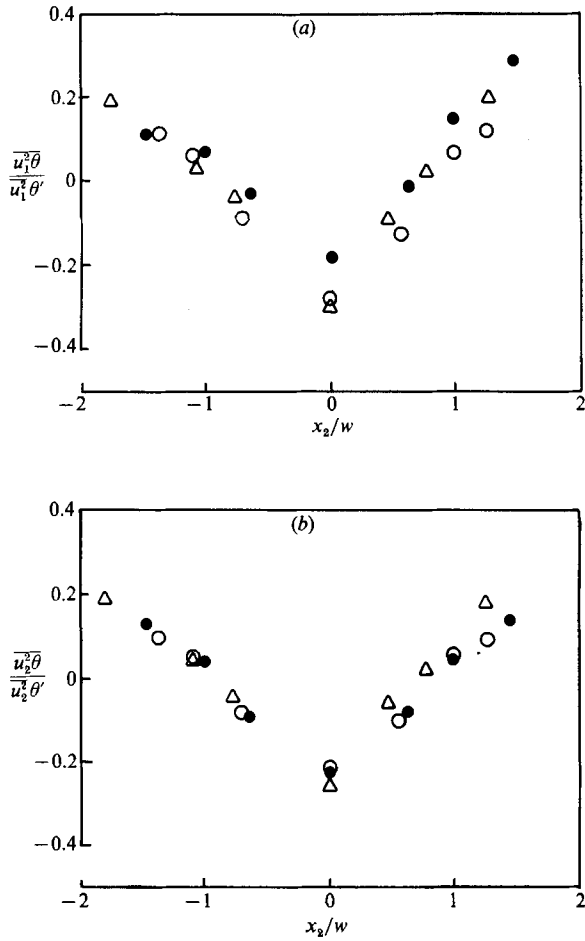 (a)
0.4
0.2
0
−0.2
−0.4
$\frac{\overline{u_1^2\theta}}{\overline{u_1^2}\theta'}$
−2 −1 0 1 2
x₂/w
(b)
0.4
0.2
0
−0.2
−0.4
$\frac{\overline{u_2^2\theta}}{\overline{u_2^2}\theta'}$
−2 −1 0 1 2
x₂/w